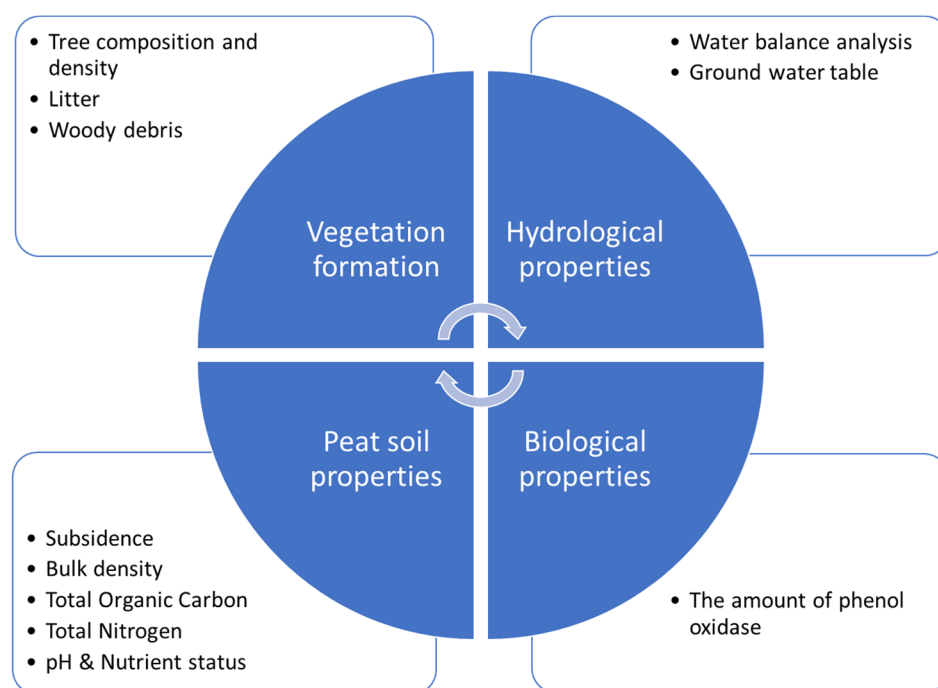 • Tree composition and
density
• Litter
• Woody debris
• Water balance analysis
• Ground water table
Vegetation
formation
Hydrological
properties
Peat soil
properties
Biological
properties
• Subsidence
• Bulk density
• Total Organic Carbon
• Total Nitrogen
• pH & Nutrient status
• The amount of phenol
oxidase